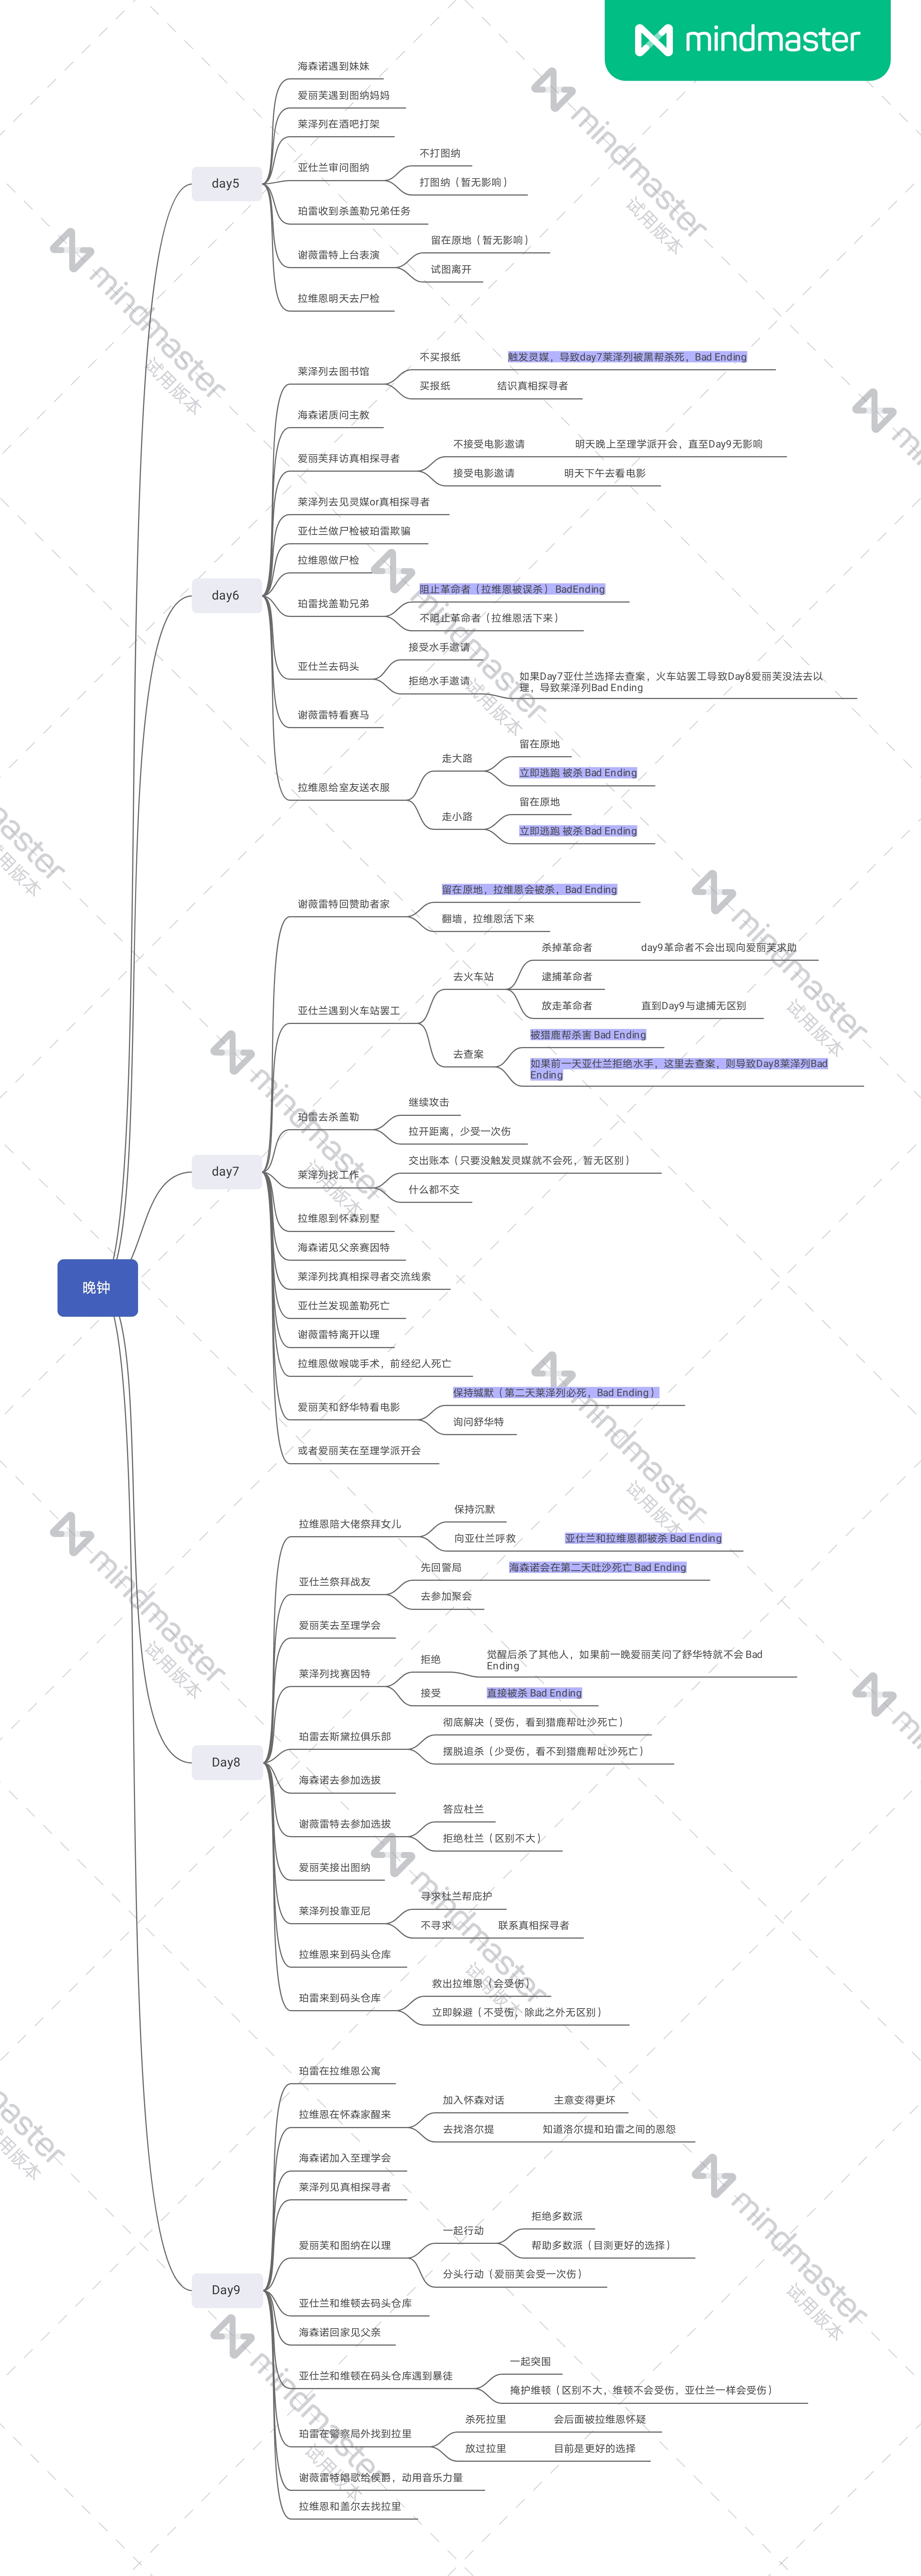 mindmaster
海森诺遇到妹妹
爱丽芙遇到图纳妈妈
莱泽列在酒吧打架
亚仕兰审问图纳
不打图纳
打图纳（暂无影响）
day5
珀雷收到杀盖勒兄弟任务
谢薇雷特上台表演
留在原地（暂无影响）
试图离开
拉维恩明天去尸检
莱泽列去图书馆
不买报纸
触发灵媒，导致day7莱泽列被黑帮杀死，Bad Ending
买报纸
结识真相探寻者
海森诺质问主教
爱丽芙拜访真相探寻者
不接受电影邀请
明天晚上至理学派开会，直至Day9无影响
接受电影邀请
明天下午去看电影
莱泽列去见灵媒or真相探寻者
亚仕兰做尸检被珀雷欺骗
拉维恩做尸检
day6
珀雷找盖勒兄弟
阻止革命者（拉维恩被误杀） BadEnding
不阻止革命者（拉维恩活下来）
亚仕兰去码头
接受水手邀请
拒绝水手邀请
如果Day7亚仕兰选择去查案，火车站罢工导致Day8爱丽芙没法去以
理，导致莱泽列Bad Ending
谢薇雷特看赛马
拉维恩给室友送衣服
走大路
留在原地
立即逃跑 被杀 Bad Ending
走小路
留在原地
立即逃跑 被杀 Bad Ending
谢薇雷特回赞助者家
留在原地，拉维恩会被杀，Bad Ending
翻墙，拉维恩活下来
亚仕兰遇到火车站罢工
去火车站
杀掉革命者
day9革命者不会出现向爱丽芙求助
逮捕革命者
放走革命者
直到Day9与逮捕无区别
去查案
被猎鹿帮杀害 Bad Ending
如果前一天亚仕兰拒绝水手，这里去查案，则导致Day8莱泽列Bad
Ending
珀雷去杀盖勒
继续攻击
拉开距离，少受一次伤
day7
莱泽列找工作
交出账本（只要没触发灵媒就不会死，暂无区别）
什么都不交
拉维恩到怀森别墅
海森诺见父亲赛因特
莱泽列找真相探寻者交流线索
晚钟
亚仕兰发现盖勒死亡
谢薇雷特离开以理
拉维恩做喉咙手术，前经纪人死亡
爱丽芙和舒华特看电影
保持缄默（第二天莱泽列必死，Bad Ending）
询问舒华特
或者爱丽芙在至理学派开会
拉维恩陪大佬祭拜女儿
保持沉默
向亚仕兰呼救
亚仕兰和拉维恩都被杀 Bad Ending
亚仕兰祭拜战友
先回警局
海森诺会在第二天吐沙死亡 Bad Ending
去参加聚会
爱丽芙去至理学会
莱泽列找赛因特
拒绝
觉醒后杀了其他人，如果前一晚爱丽芙问了舒华特就不会 Bad
Ending
接受
直接被杀 Bad Ending
珀雷去斯黛拉俱乐部
彻底解决（受伤，看到猎鹿帮吐沙死亡）
摆脱追杀（少受伤，看不到猎鹿帮吐沙死亡）
Day8
海森诺去参加选拔
谢薇雷特去参加选拔
答应杜兰
拒绝杜兰（区别不大）
爱丽芙接出图纳
莱泽列投靠亚尼
寻求杜兰帮庇护
不寻求
联系真相探寻者
拉维恩来到码头仓库
珀雷来到码头仓库
救出拉维恩（会受伤）
立即躲避（不受伤，除此之外无区别）
珀雷在拉维恩公寓
拉维恩在怀森家醒来
加入怀森对话
主意变得更坏
去找洛尔提
知道洛尔提和珀雷之间的恩怨
海森诺加入至理学会
莱泽列见真相探寻者
爱丽芙和图纳在以理
一起行动
拒绝多数派
帮助多数派（目测更好的选择）
分头行动（爱丽芙会受一次伤）
Day9
亚仕兰和维顿去码头仓库
海森诺回家见父亲
亚仕兰和维顿在码头仓库遇到暴徒
一起突围
掩护维顿（区别不大，维顿不会受伤，亚仕兰一样会受伤）
珀雷在警察局外找到拉里
杀死拉里
会后面被拉维恩怀疑
放过拉里
目前是更好的选择
谢薇雷特唱歌给侯爵，动用音乐力量
拉维恩和盖尔去找拉里